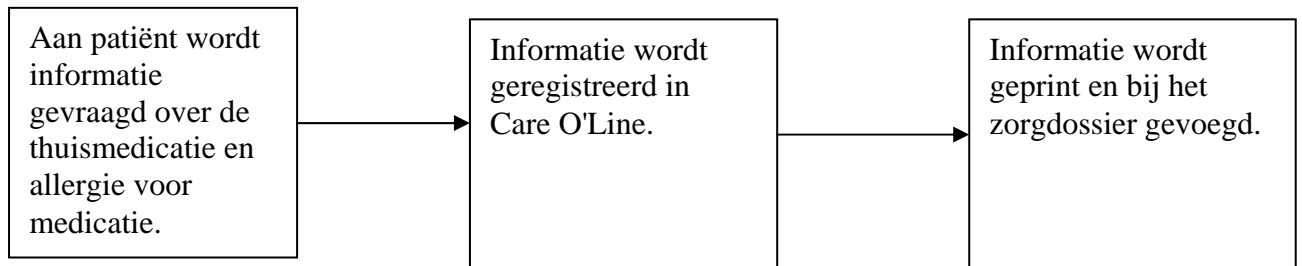 Aan patiënt wordt
informatie
gevraagd over de
thuismedicatie en
allergie voor
medicatie.
Informatie wordt
geregistreerd in
Care O'Line.
Informatie wordt
geprint en bij het
zorgdossier gevoegd.